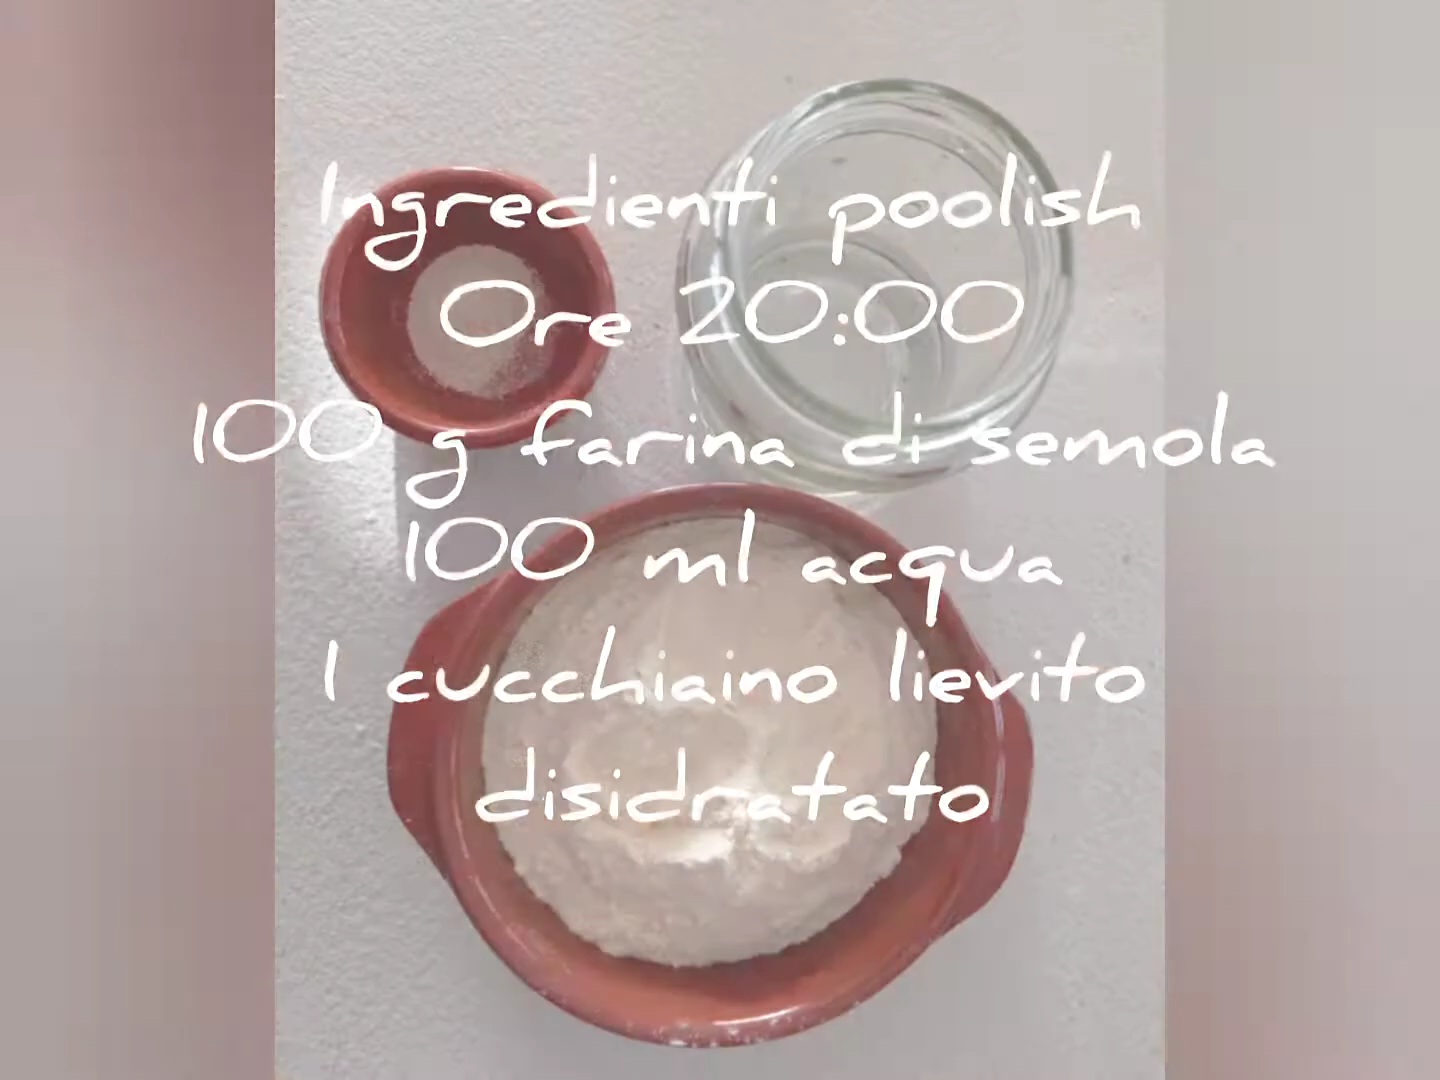 Ingredienti poolish
Ore 20:00
100 g farina di semola
100 ml acqua
1 cucchiaino lievito
disidratato